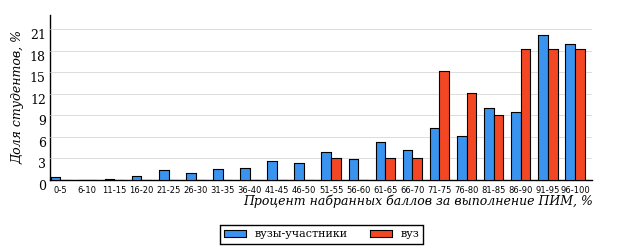 Доля студентов, %
21
18
15
12
9
6
3
0
0-5 6-10 11-15 16-20 21-25 26-30 31-35 36-40 41-45 46-50 51-55 56-60 61-65 66-70 71-75 76-80 81-85 86-90 91-95 96-100
Процент набранных баллов за выполнение ПИМ, %
вузы-участники вуз